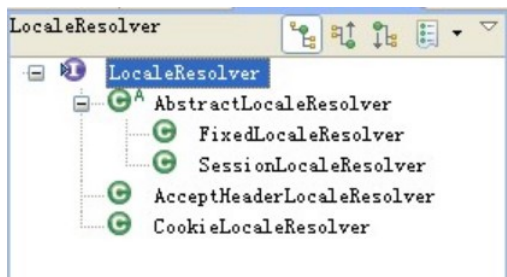 LocaleResolver
LocaleResolver
AbstractLocaleResolver
FixedLocaleResolver
SessionLocaleResolver
AcceptHeaderLocaleResolver
CookieLocaleResolver